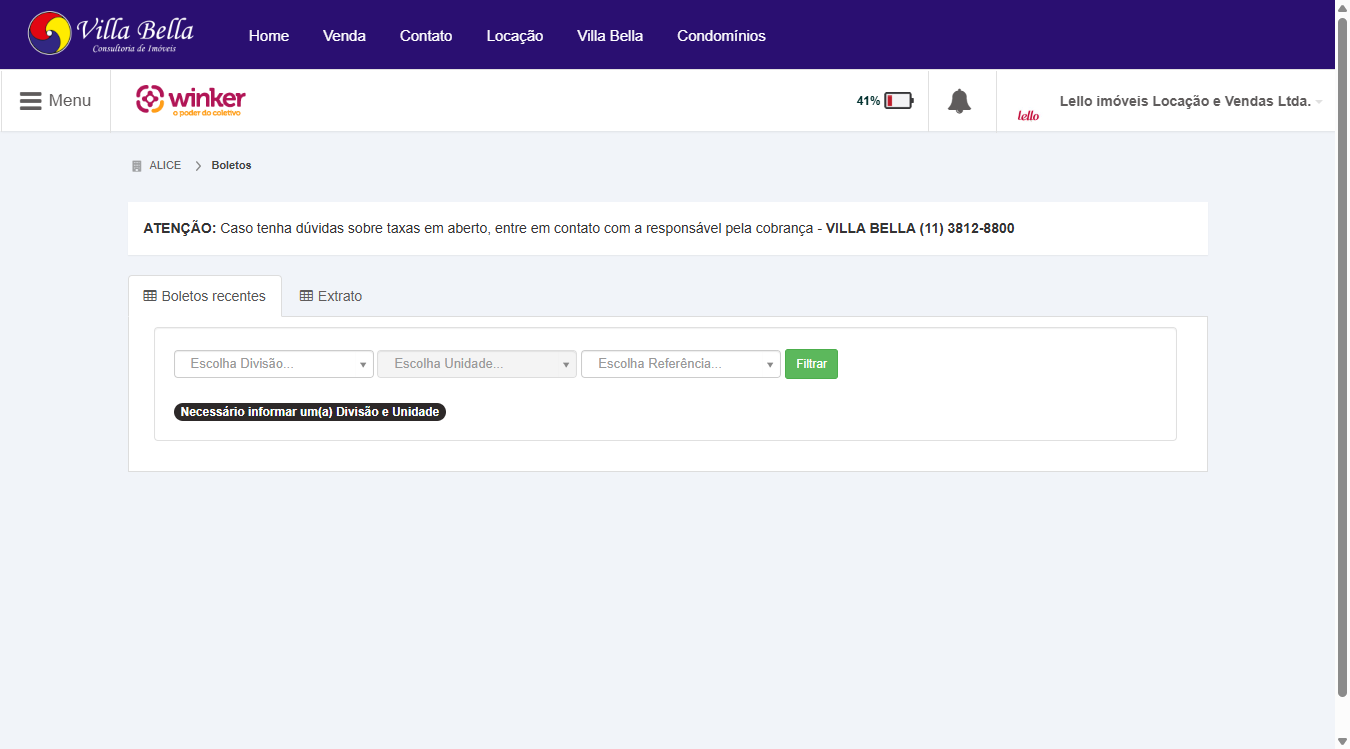 Villa Bella
Consultoria de Imóveis
Home Venda Contato Locação Villa Bella Condomínios
Menu
winker
o poder do coletivo
41%
lello
Lello imóveis Locação e Vendas Ltda.
ALICE > Boletos
ATENÇÃO: Caso tenha dúvidas sobre taxas em aberto, entre em contato com a responsável pela cobrança - VILLA BELLA (11) 3812-8800
Boletos recentes Extrato
Escolha Divisão... Escolha Unidade... Escolha Referência... Filtrar
Necessário informar um(a) Divisão e Unidade